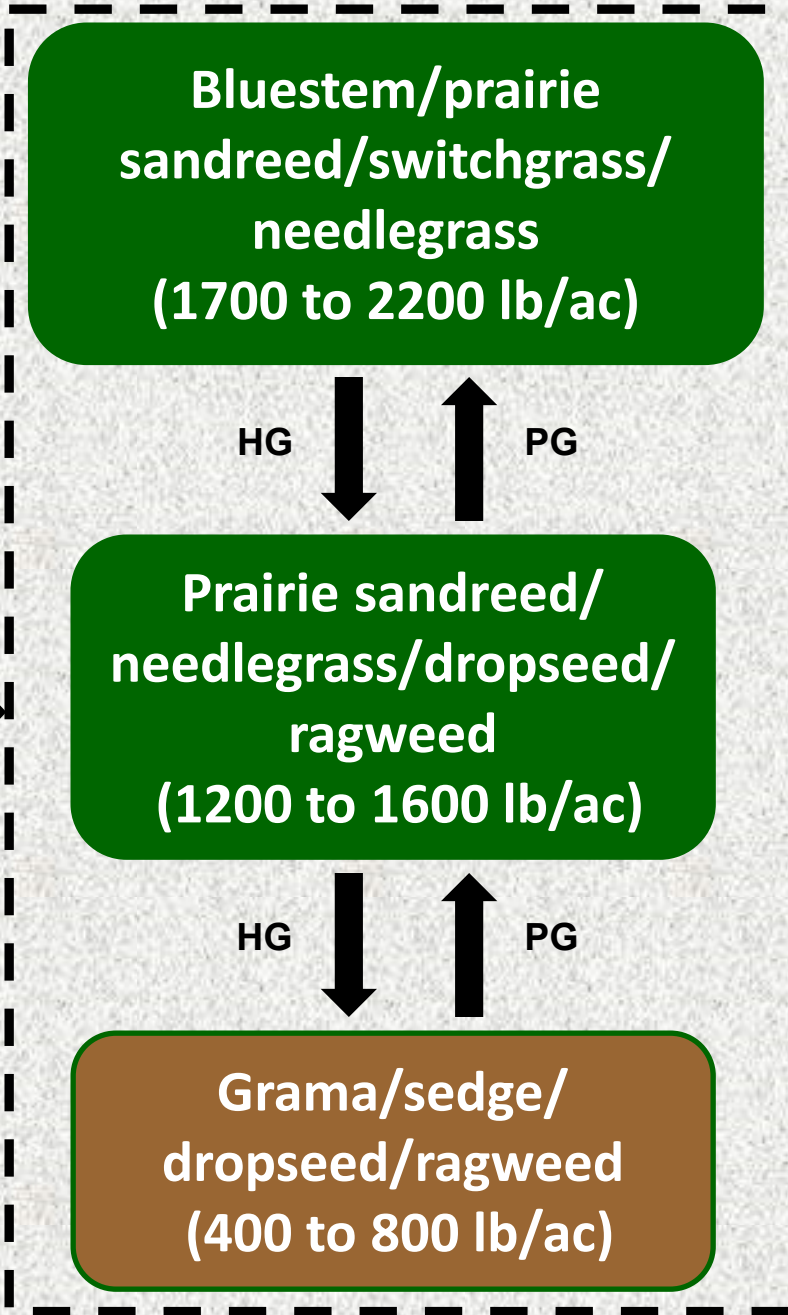 Bluestem/prairie
sandreed/switchgrass/
needlegrass
(1700 to 2200 lb/ac)
HG
PG
Prairie sandreed/
needlegrass/dropseed/
ragweed
(1200 to 1600 lb/ac)
HG
PG
Grama/sedge/
dropseed/ragweed
(400 to 800 lb/ac)